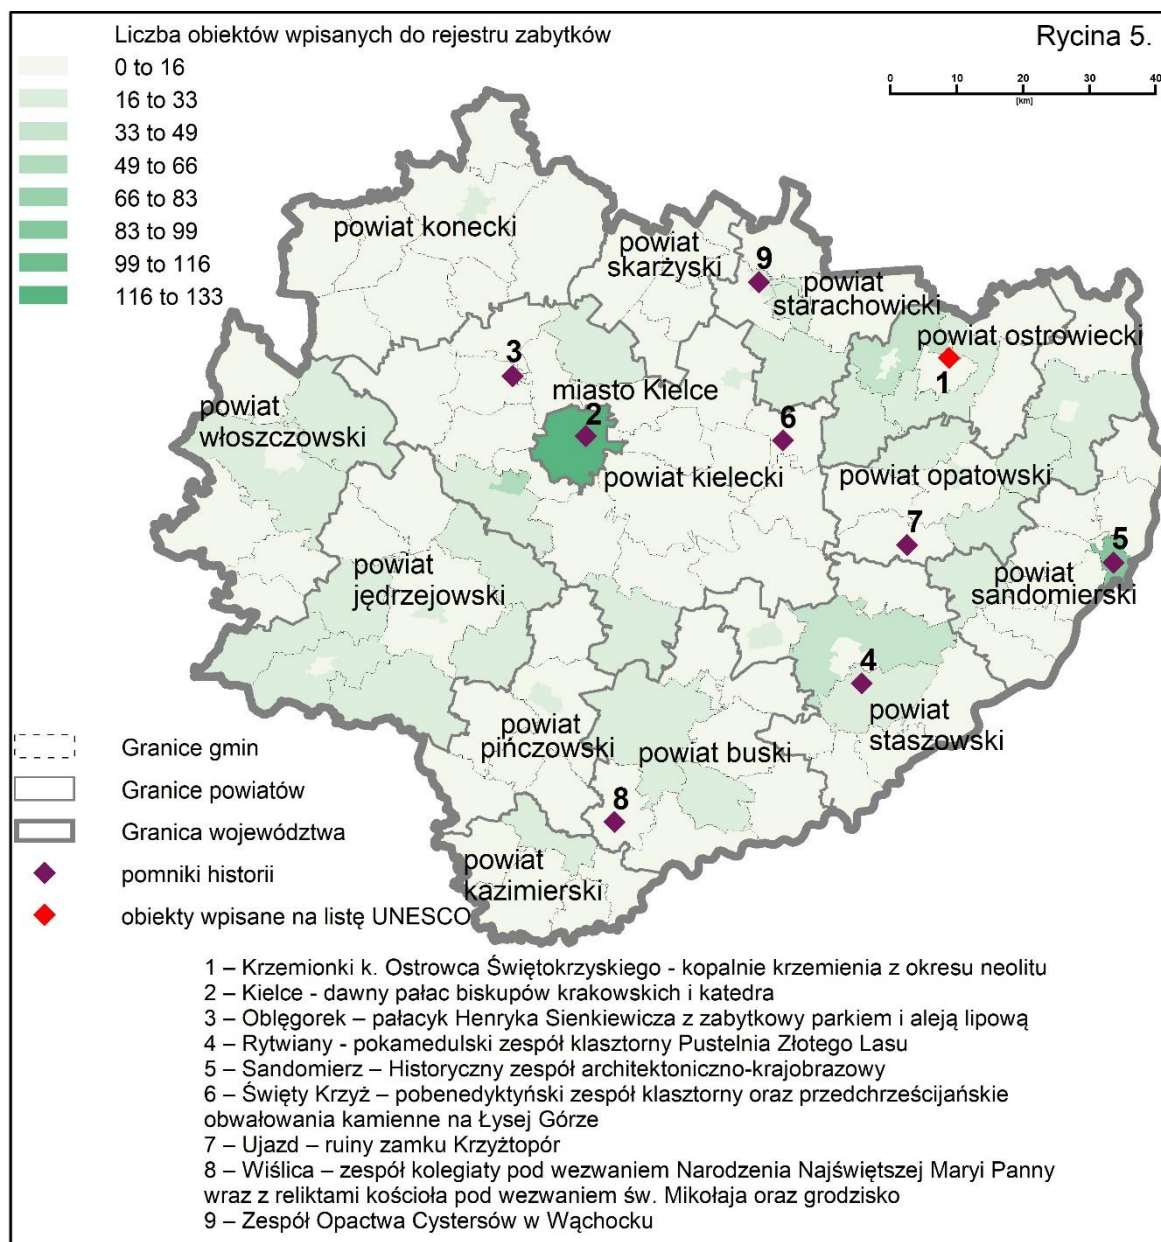 Liczba obiektów wpisanych do rejestru zabytków
Rycina 5.
0 to 16
16 to 33
33 to 49
49 to 66
66 to 83
83 to 99
99 to 116
116 to 133
0 10 20 30 40
[km]
powiat konecki
powiat
skarżyski
9
powiat
starachowicki
powiat ostrowiecki
1
3
miasto Kielce
2
6
powiat
włoszczowski
powiat kielecki
powiat opatowski
7
5
powiat
jędrzejowski
powiat
sandomierski
4
powiat
staszowski
powiat
pińczowski
powiat buski
8
powiat
kazimierski
Granice gmin
Granice powiatów
Granica województwa
pomniki historii
obiekty wpisane na listę UNESCO
1 – Krzemionki k. Ostrowca Świętokrzyskiego - kopalnie krzemienia z okresu neolitu
2 – Kielce - dawny pałac biskupów krakowskich i katedra
3 – Oblęgorek – pałacyk Henryka Sienkiewicza z zabytkowy parkiem i aleją lipową
4 – Rytwiany - pokamedulski zespół klasztorny Pustelnia Złotego Lasu
5 – Sandomierz – Historyczny zespół architektoniczno-krajobrazowy
6 – Święty Krzyż – pobenedyktyński zespół klasztorny oraz przedchrześcijańskie
obwałowania kamienne na Łysej Górze
7 – Ujazd – ruiny zamku Krzyżtopór
8 – Wiślica – zespół kolegiaty pod wezwaniem Narodzenia Najświętszej Maryi Panny
wraz z reliktami kościoła pod wezwaniem św. Mikołaja oraz grodzisko
9 – Zespół Opactwa Cystersów w Wąchocku